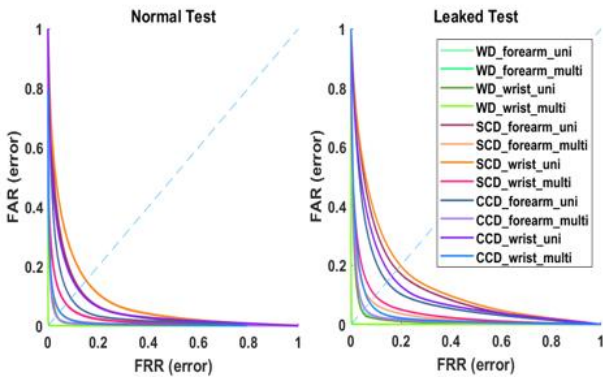 Normal Test
FAR (error)
1
0.8
0.6
0.4
0.2
0
0 0.2 0.4 0.6 0.8 1
FRR (error)
Leaked Test
FAR (error)
1
0.8
0.6
0.4
0.2
0
0 0.2 0.4 0.6 0.8 1
FRR (error)
WD_forearm_uni
WD_forearm_multi
WD_wrist_uni
WD_wrist_multi
SCD_forearm_uni
SCD_forearm_multi
SCD_wrist_uni
SCD_wrist_multi
CCD_forearm_uni
CCD_forearm_multi
CCD_wrist_uni
CCD_wrist_multi